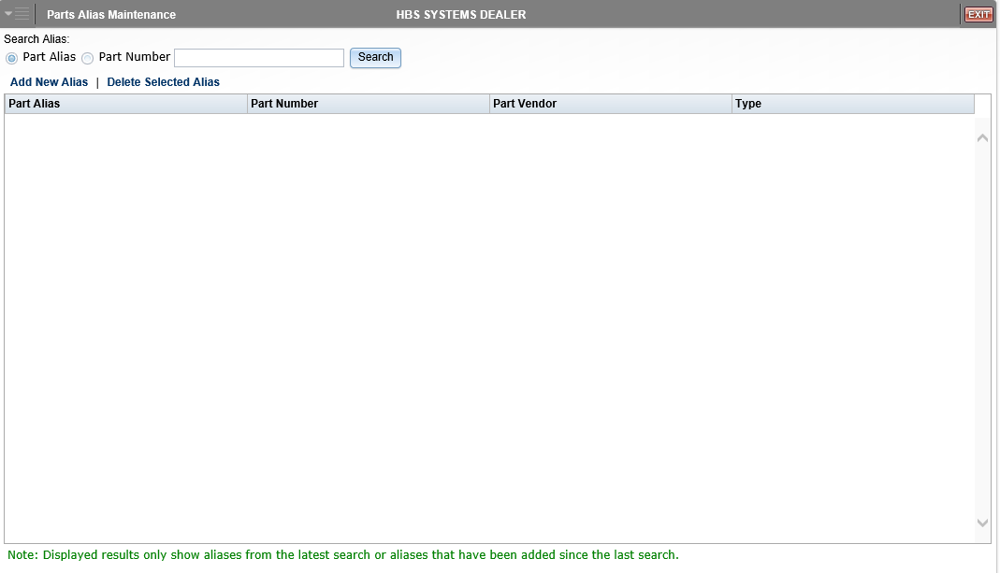 Parts Alias Maintenance HBS SYSTEMS DEALER EXIT
Search Alias:
Part Alias Part Number Search
Add New Alias | Delete Selected Alias
Part Alias Part Number Part Vendor Type
Note: Displayed results only show aliases from the latest search or aliases that have been added since the last search.